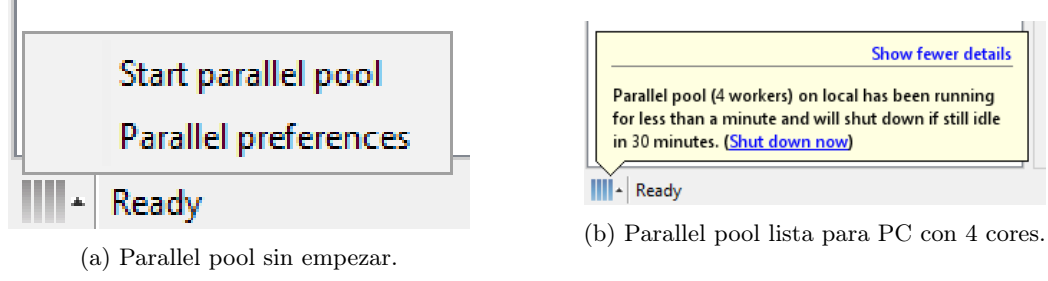 Start parallel pool
Parallel preferences
Ready
(a) Parallel pool sin empezar.
Show fewer details
Parallel pool (4 workers) on local has been running
for less than a minute and will shut down if still idle
in 30 minutes. (Shut down now)
Ready
(b) Parallel pool lista para PC con 4 cores.